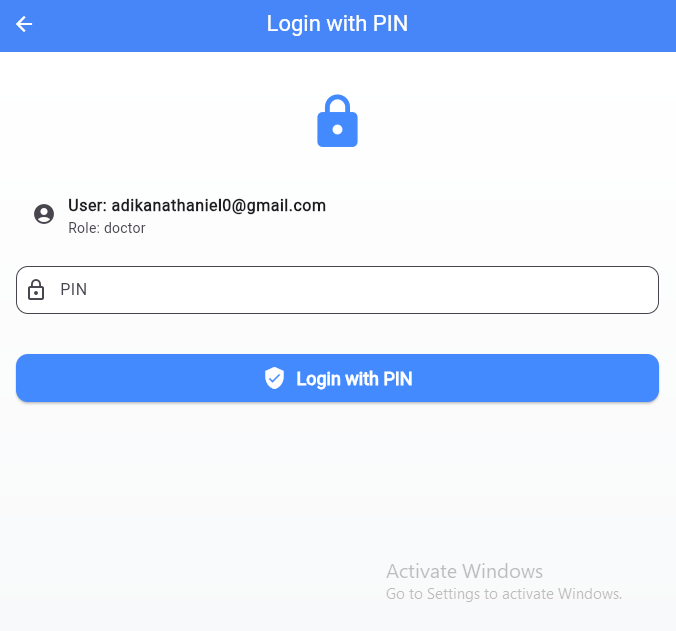 Login with PIN
User: adikanathaniel0@gmail.com
Role: doctor
PIN
Login with PIN
Activate Windows
Go to Settings to activate Windows.